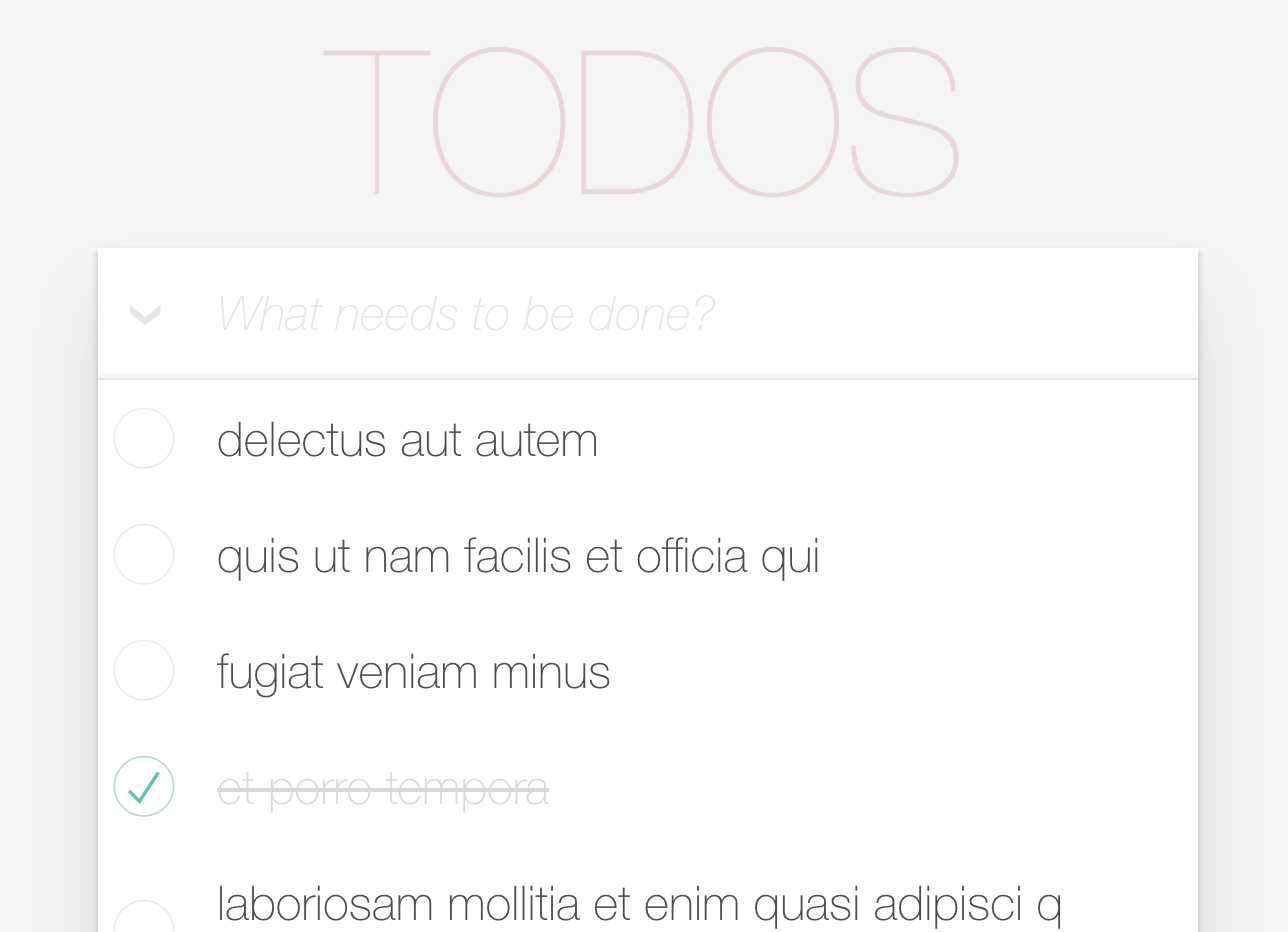 TODOS
What needs to be done?
delectus aut autem
quis ut nam facilis et officia qui
fugiat veniam minus
et porro tempora
laboriosam mollitia et enim quasi adipisci q